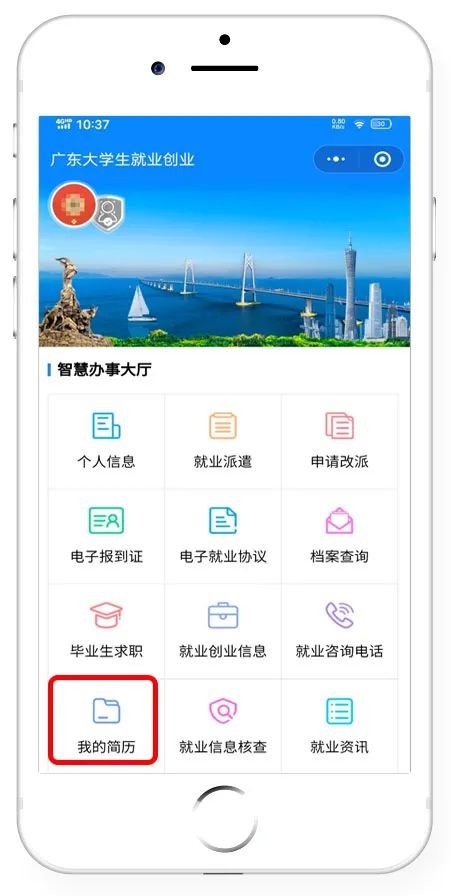 4GHD 10:37 0.80 KB/s 30
广东大学生就业创业
智慧办事大厅
个人信息 就业派遣 申请改派
电子报到证 电子就业协议 档案查询
毕业生求职 就业创业信息 就业咨询电话
我的简历 就业信息核查 就业资讯